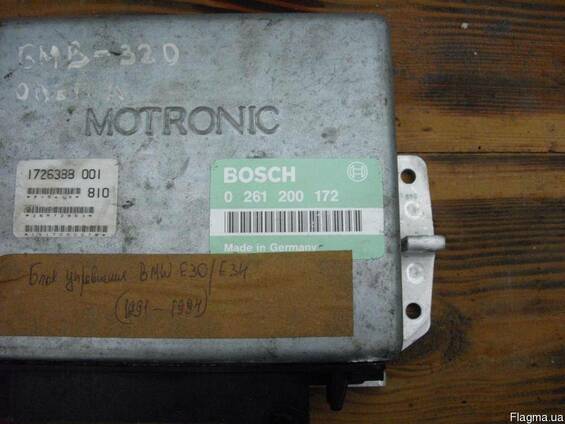 БМВ-320
MOTRONIC
1726388 001
810
BOSCH
0 261 200 172
Made in Germany
Блок управления BMW E30/E34
(1991-1994)
Flagma.ua